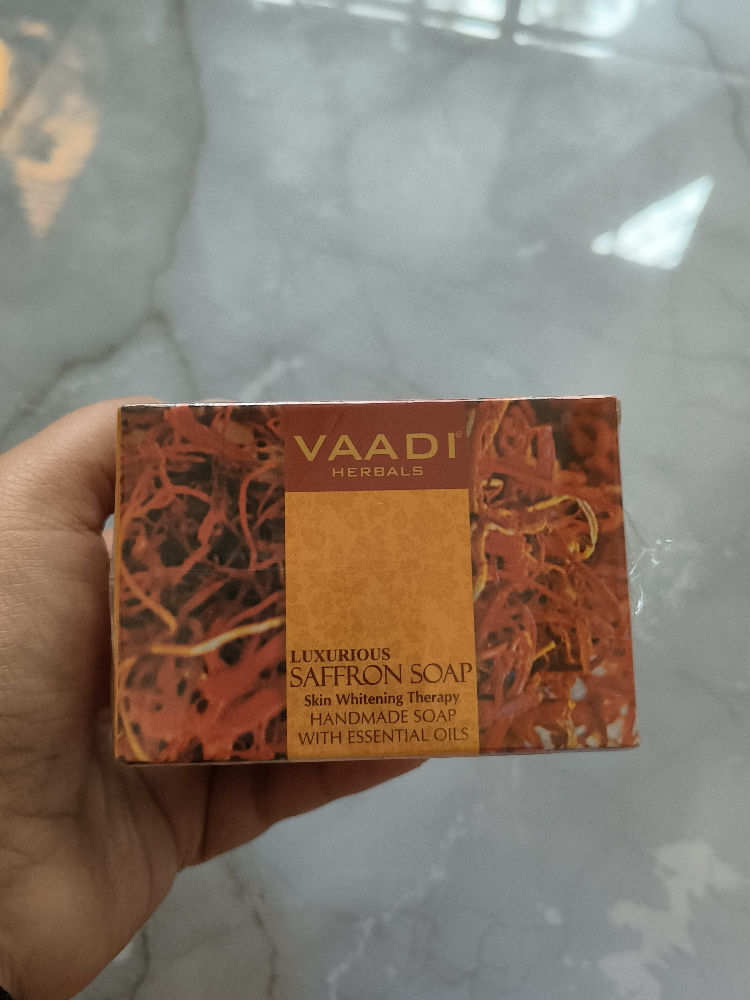 VAADI®
HERBALS
LUXURIOUS
SAFFRON SOAP
Skin Whitening Therapy
HANDMADE SOAP
WITH ESSENTIAL OILS